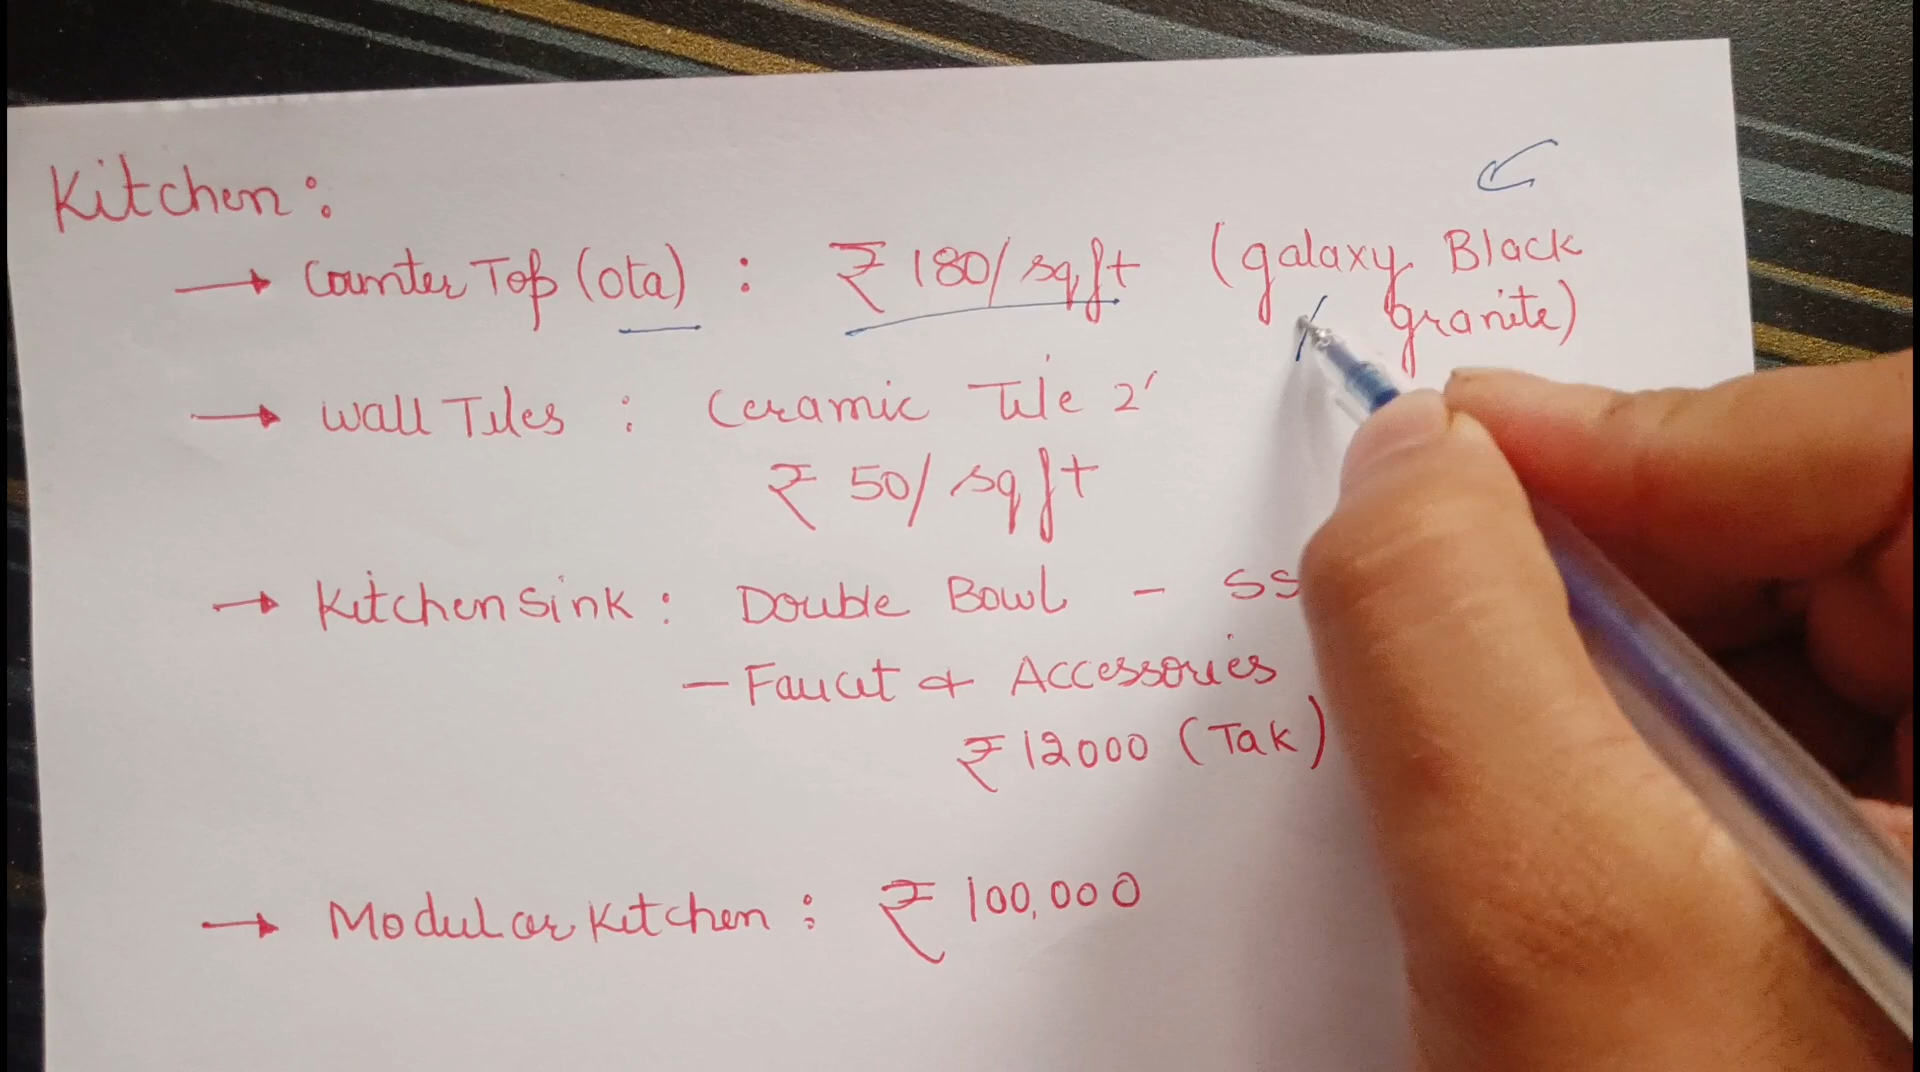 Kitchen :
→ Counter Top (ota) : ₹ 180/sqft (galaxy Black
granite)
→ Wall Tiles : Ceramic Tile 2'
₹ 50/sqft
→ Kitchen Sink : Double Bowl - SS
- Faucet & Accessories
₹ 12000 (Tak)
→ Modular Kitchen : ₹ 100,000